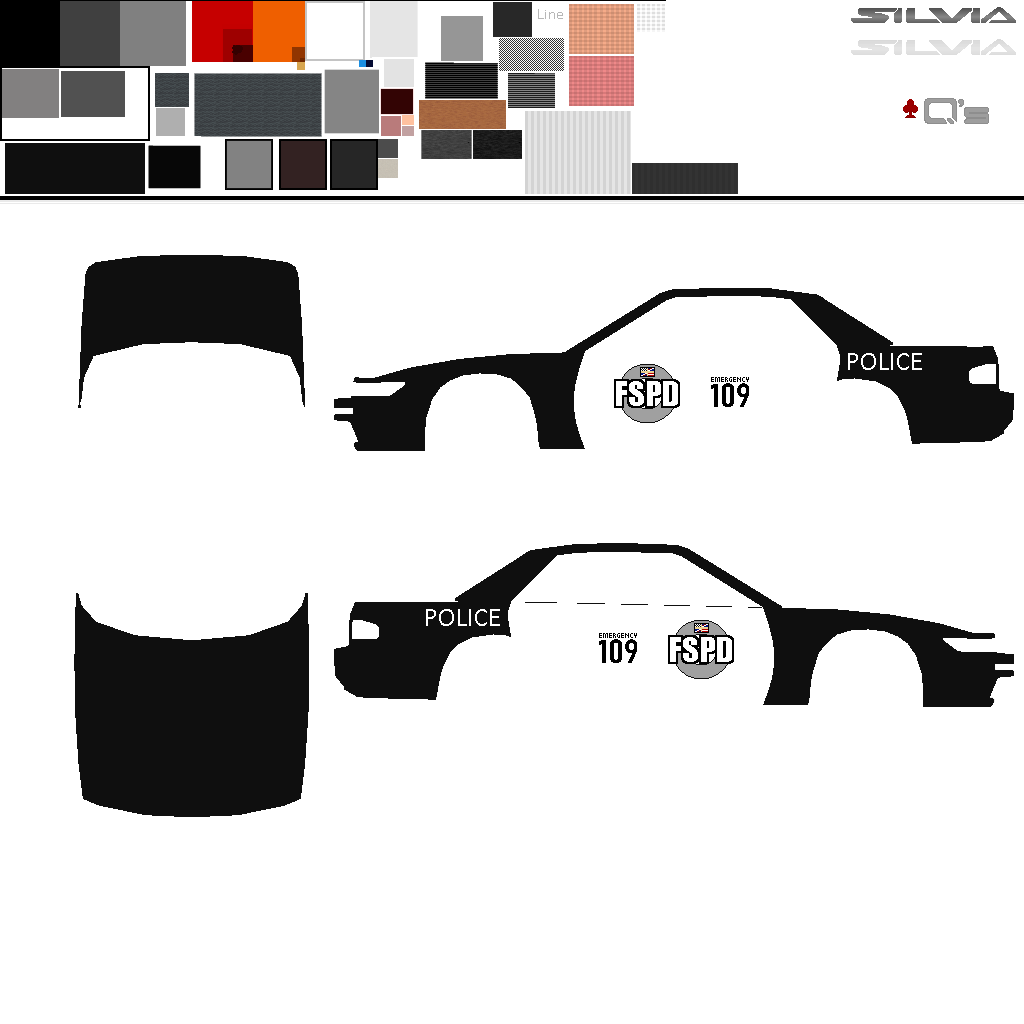 Line
SILVIA
SILVIA
Q's
POLICE
FSPD
EMERGENCY
109
POLICE
EMERGENCY
109
FSPD